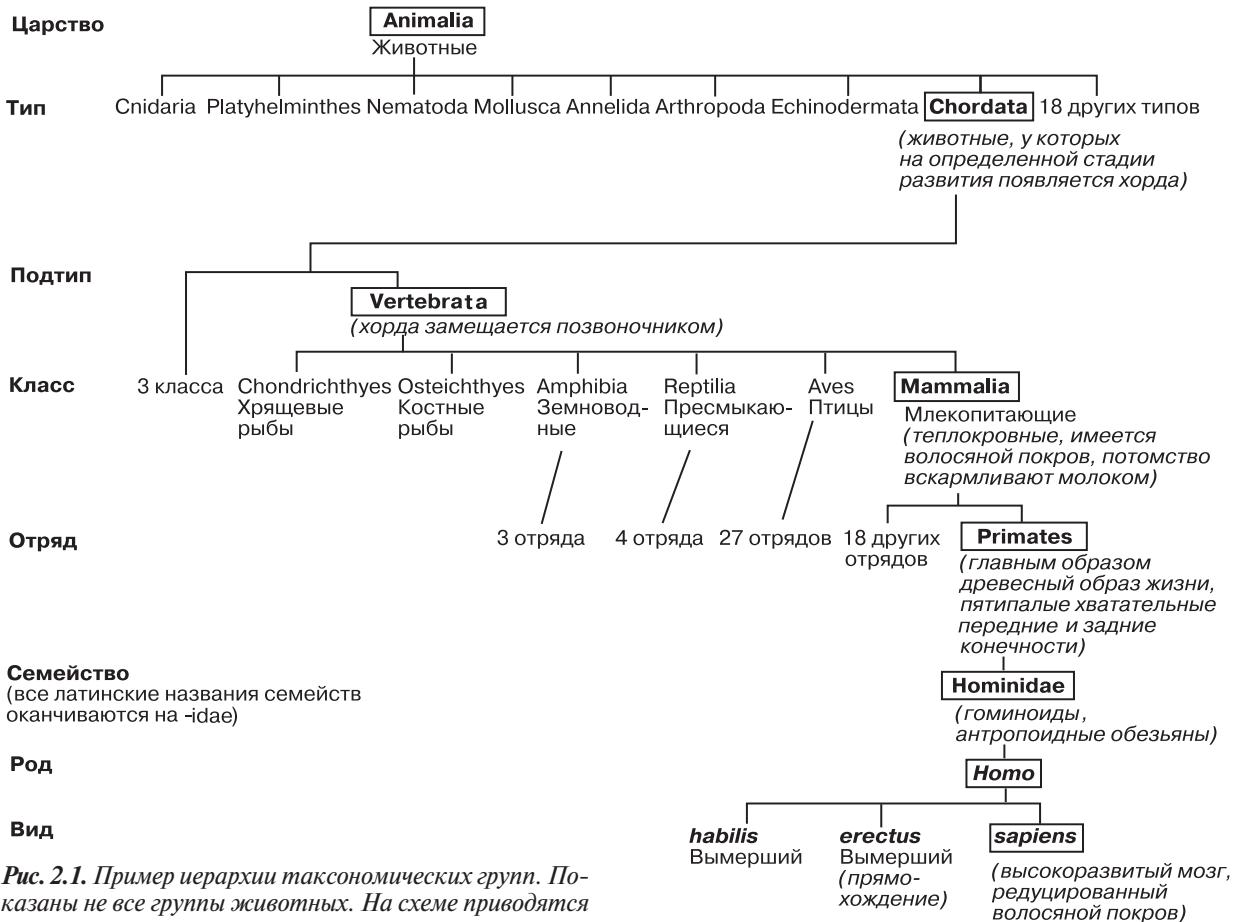 Царство
Animalia
Животные
Тип
Cnidaria Platyhelminthes Nematoda Mollusca Annelida Arthropoda Echinodermata Chordata 18 других типов
(животные, у которых
на определенной стадии
развития появляется хорда)
Подтип
Vertebrata
(хорда замещается позвоночником)
Класс
3 класса
Chondrichthyes
Хрящевые
рыбы
Osteichthyes
Костные
рыбы
Amphibia
Земновод-
ные
Reptilia
Пресмыкаю-
щиеся
Aves
Птицы
Mammalia
Млекопитающие
(теплокровные, имеется
волосяной покров, потомство
вскармливают молоком)
Отряд
3 отряда
4 отряда
27 отрядов
18 других
отрядов
Primates
(главным образом
древесный образ жизни,
пятипалые хватательные
передние и задние
конечности)
Семейство
(все латинские названия семейств
оканчиваются на -idae)
Hominidae
(гоминоиды,
антропоидные обезьяны)
Род
Homo
Вид
habilis
Вымерший
erectus
Вымерший
(прямо-
хождение)
sapiens
(высокоразвитый мозг,
редуцированный
волосяной покров)
Рис. 2.1. Пример иерархии таксономических групп. По-
казаны не все группы животных. На схеме приводятся